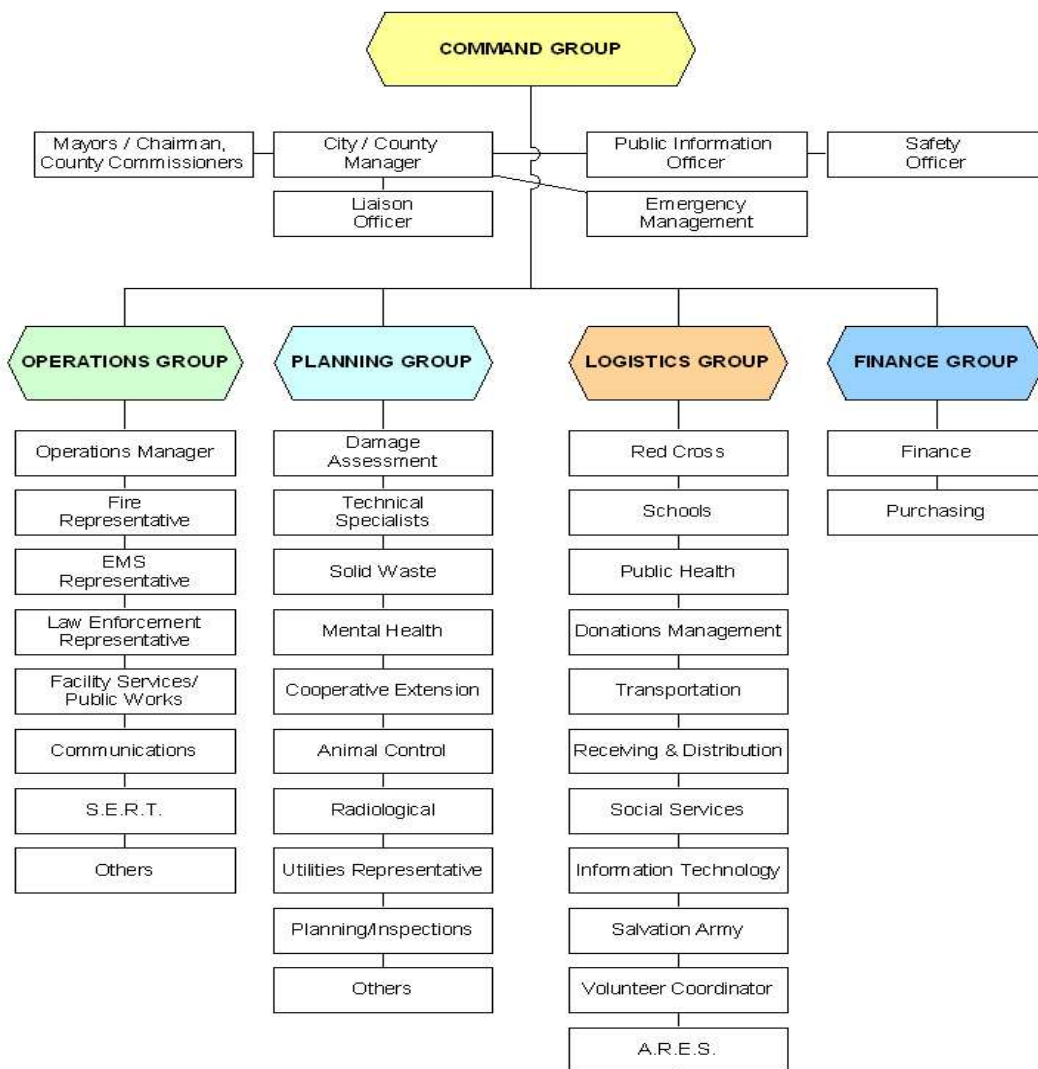 COMMAND GROUP
Mayors / Chairman,
County Commissioners
City / County
Manager
Public Information
Officer
Safety
Officer
Liaison
Officer
Emergency
Management
OPERATIONS GROUP
PLANNING GROUP
LOGISTICS GROUP
FINANCE GROUP
Operations Manager
Fire
Representative
EMS
Representative
Law Enforcement
Representative
Facility Services/
Public Works
Communications
S.E.R.T.
Others
Damage
Assessment
Technical
Specialists
Solid Waste
Mental Health
Cooperative Extension
Animal Control
Radiological
Utilities Representative
Planning/Inspections
Others
Red Cross
Schools
Public Health
Donations Management
Transportation
Receiving & Distribution
Social Services
Information Technology
Salvation Army
Volunteer Coordinator
A.R.E.S.
Finance
Purchasing